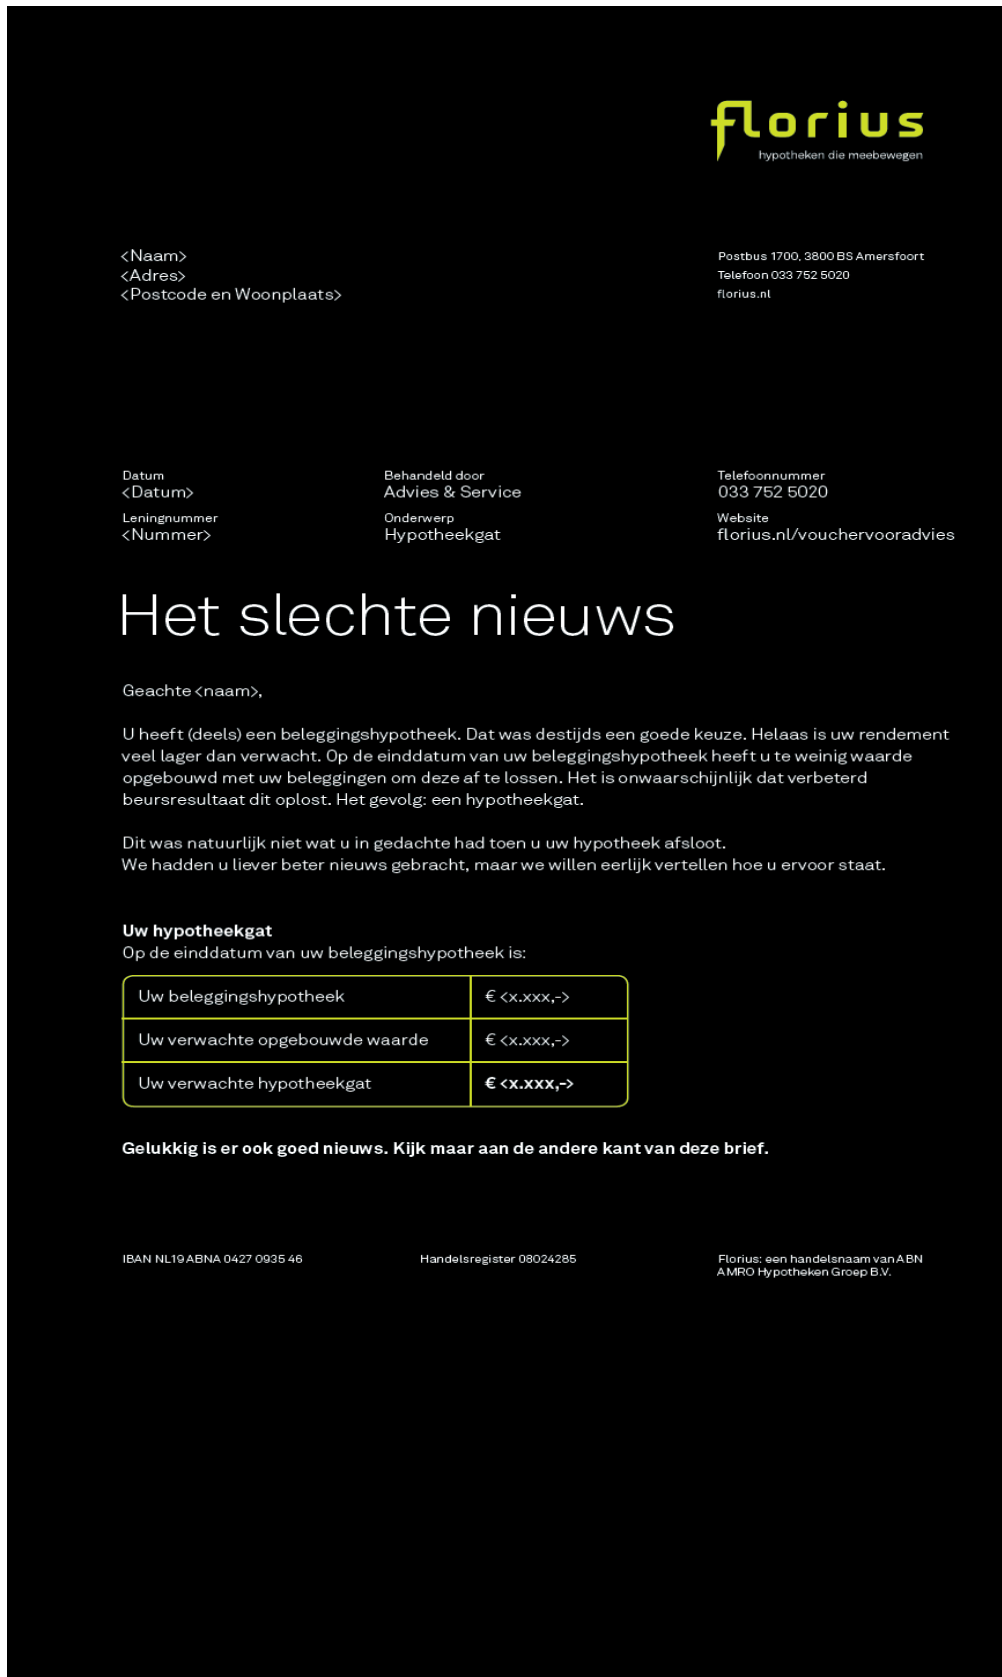 florius
hypotheken die meebewegen
<Naam>
<Adres>
<Postcode en Woonplaats>
Postbus 1700, 3800 BS Amersfoort
Telefoon 033 752 5020
florius.nl
Datum
<Datum>
Behandeld door
Advies & Service
Telefoonnummer
033 752 5020
Leningnummer
<Nummer>
Onderwerp
Hypotheekgat
Website
florius.nl/vouchervooradvies
Het slechte nieuws
Geachte <naam>,
U heeft (deels) een beleggingshypotheek. Dat was destijds een goede keuze. Helaas is uw rendement
veel lager dan verwacht. Op de einddatum van uw beleggingshypotheek heeft u te weinig waarde
opgebouwd met uw beleggingen om deze af te lossen. Het is onwaarschijnlijk dat verbeterd
beursresultaat dit oplost. Het gevolg: een hypotheekgat.
Dit was natuurlijk niet wat u in gedachte had toen u uw hypotheek afsloot.
We hadden u liever beter nieuws gebracht, maar we willen eerlijk vertellen hoe u ervoor staat.
Uw hypotheekgat
Op de einddatum van uw beleggingshypotheek is:
Uw beleggingshypotheek € <x.xxx,->
Uw verwachte opgebouwde waarde € <x.xxx,->
Uw verwachte hypotheekgat € <x.xxx,->
Gelukkig is er ook goed nieuws. Kijk maar aan de andere kant van deze brief.
IBAN NL19 ABNA 0427 0935 46
Handelsregister 08024285
Florius: een handelsnaam van ABN
AMRO Hypotheken Groep B.V.